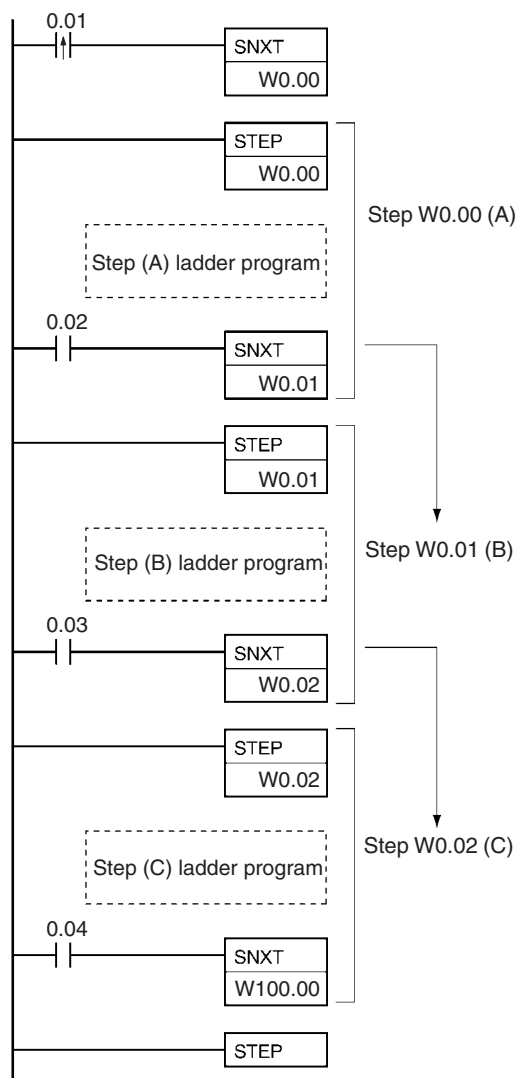 0.01
SNXT
W0.00
STEP
W0.00
Step W0.00 (A)
Step (A) ladder program
0.02
SNXT
W0.01
STEP
W0.01
Step W0.01 (B)
Step (B) ladder program
0.03
SNXT
W0.02
STEP
W0.02
Step W0.02 (C)
Step (C) ladder program
0.04
SNXT
W100.00
STEP